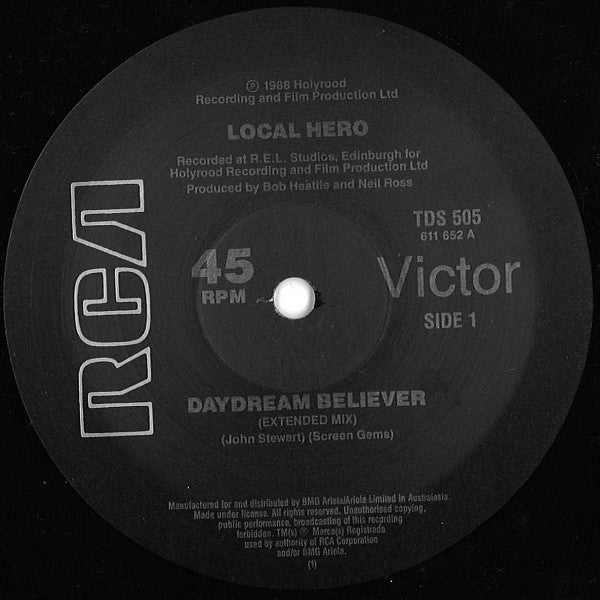 ℗ 1988 Holyrood
Recording and Film Production Ltd
LOCAL HERO
Recorded at R.E.L. Studios, Edinburgh for
Holyrood Recording and Film Production Ltd
Produced by Bob Heatlie and Neil Ross
RCA
45
RPM
TDS 505
611 652 A
Victor
SIDE 1
DAYDREAM BELIEVER
(EXTENDED MIX)
(John Stewart) (Screen Gems)
Manufactured for and distributed by BMG Arista/Ariola Limited in Australasia.
Made under license. All rights reserved. Unauthorised copying,
public performance, broadcasting of this recording
forbidden. TM(s) ® Marca(s) Registrada
used by authority of RCA Corporation
and/or BMG Ariola.
(1)